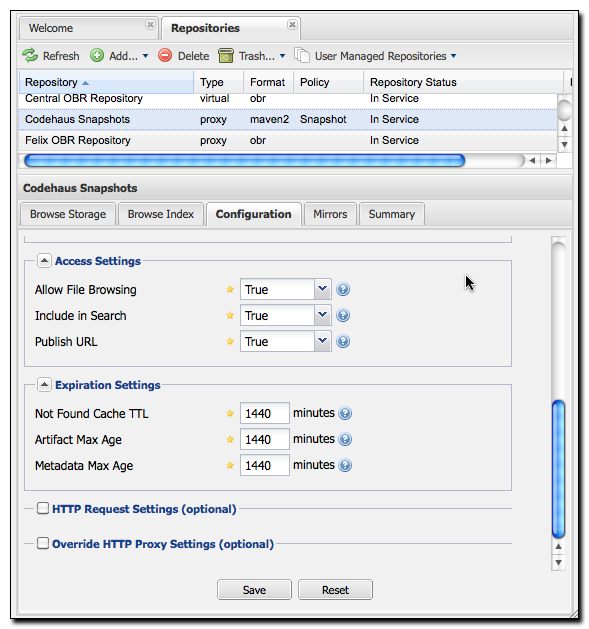 Welcome Repositories
Refresh Add... Delete Trash... User Managed Repositories
Repository Type Format Policy Repository Status
Central OBR Repository virtual obr In Service
Codehaus Snapshots proxy maven2 Snapshot In Service
Felix OBR Repository proxy obr In Service
Codehaus Snapshots
Browse Storage Browse Index Configuration Mirrors Summary
Access Settings
Allow File Browsing True
Include in Search True
Publish URL True
Expiration Settings
Not Found Cache TTL 1440 minutes
Artifact Max Age 1440 minutes
Metadata Max Age 1440 minutes
HTTP Request Settings (optional)
Override HTTP Proxy Settings (optional)
Save Reset